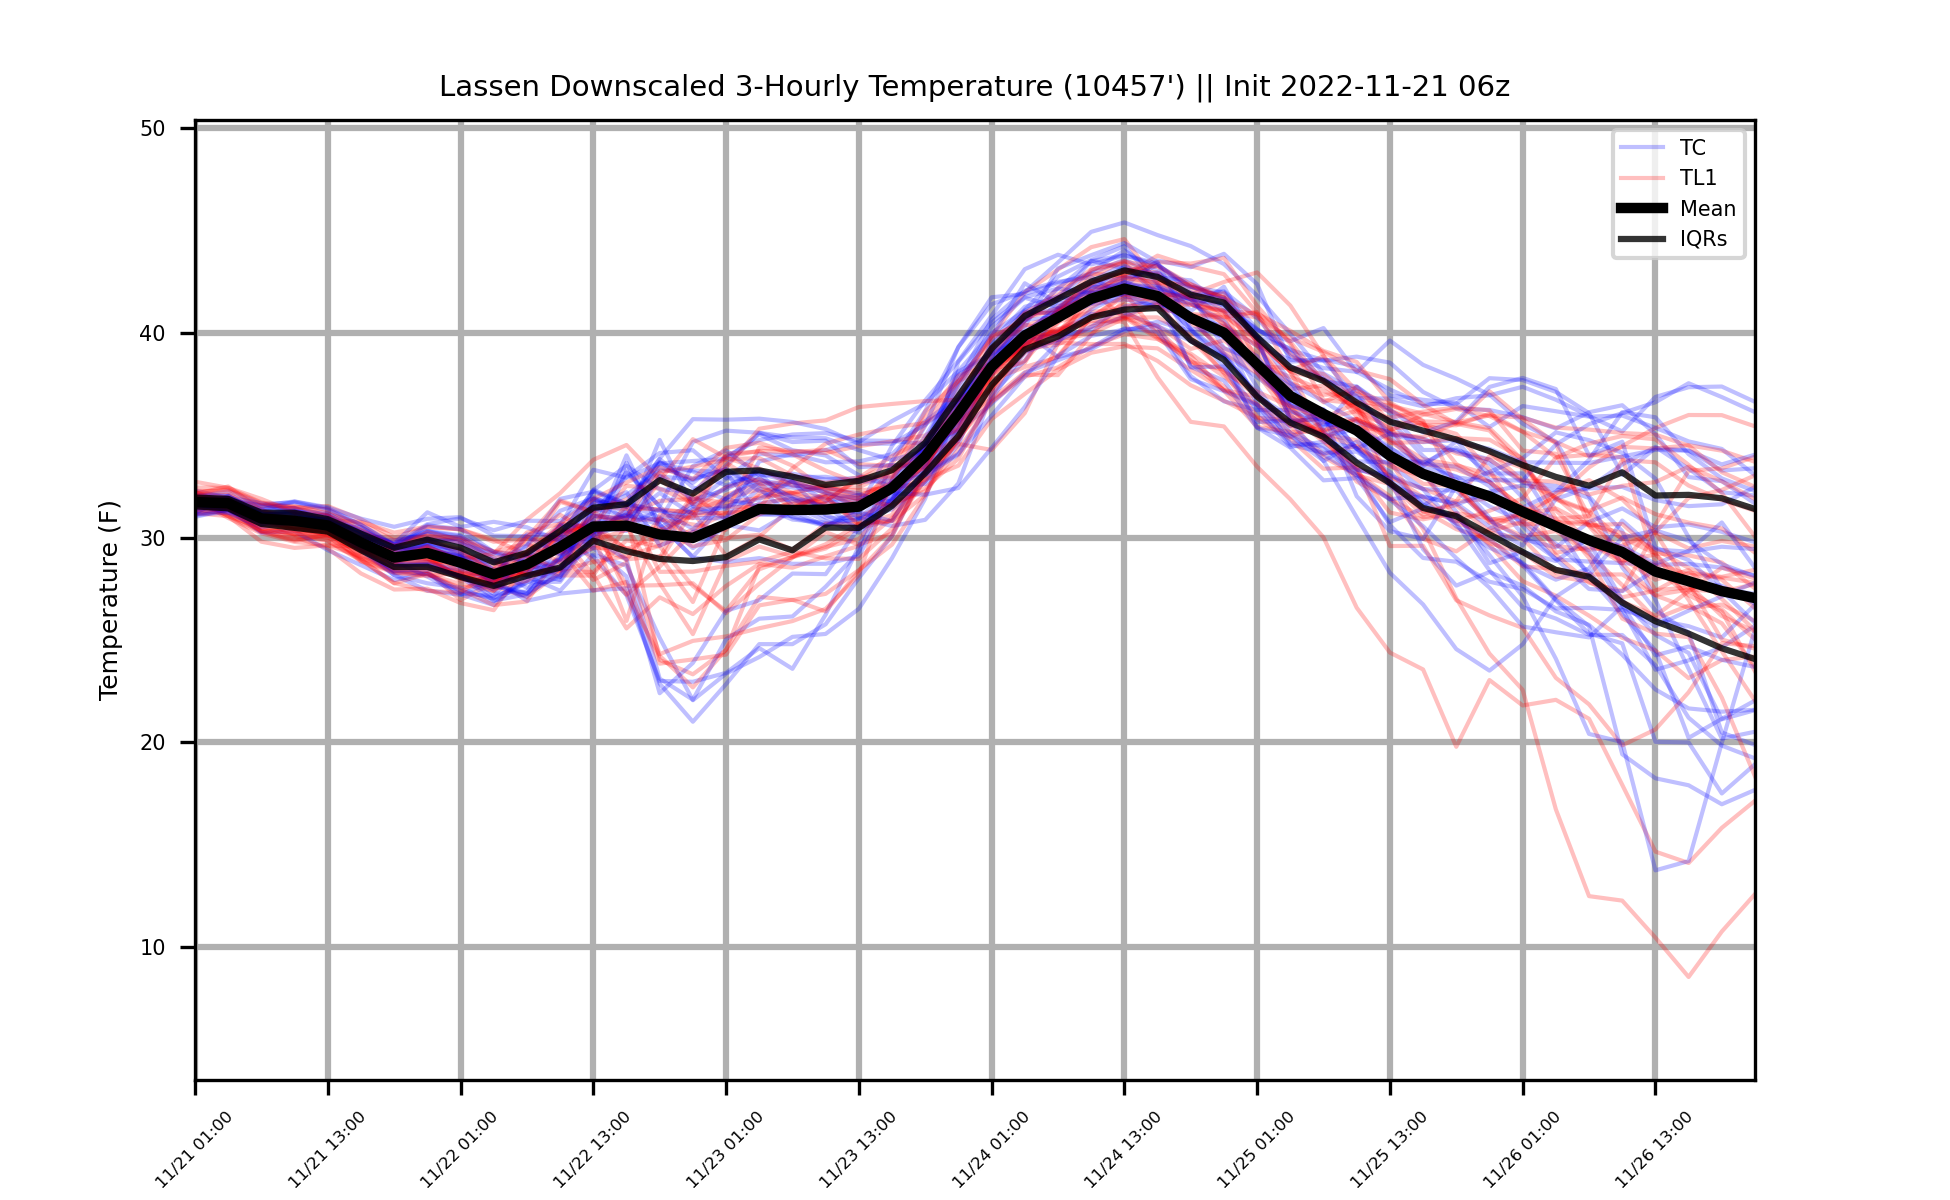 Lassen Downscaled 3-Hourly Temperature (10457') || Init 2022-11-21 06z
TC
TL1
Mean
IQRs
Temperature (F)
50
40
30
20
10
11/21 01:00
11/21 13:00
11/22 01:00
11/22 13:00
11/23 01:00
11/23 13:00
11/24 01:00
11/24 13:00
11/25 01:00
11/25 13:00
11/26 01:00
11/26 13:00